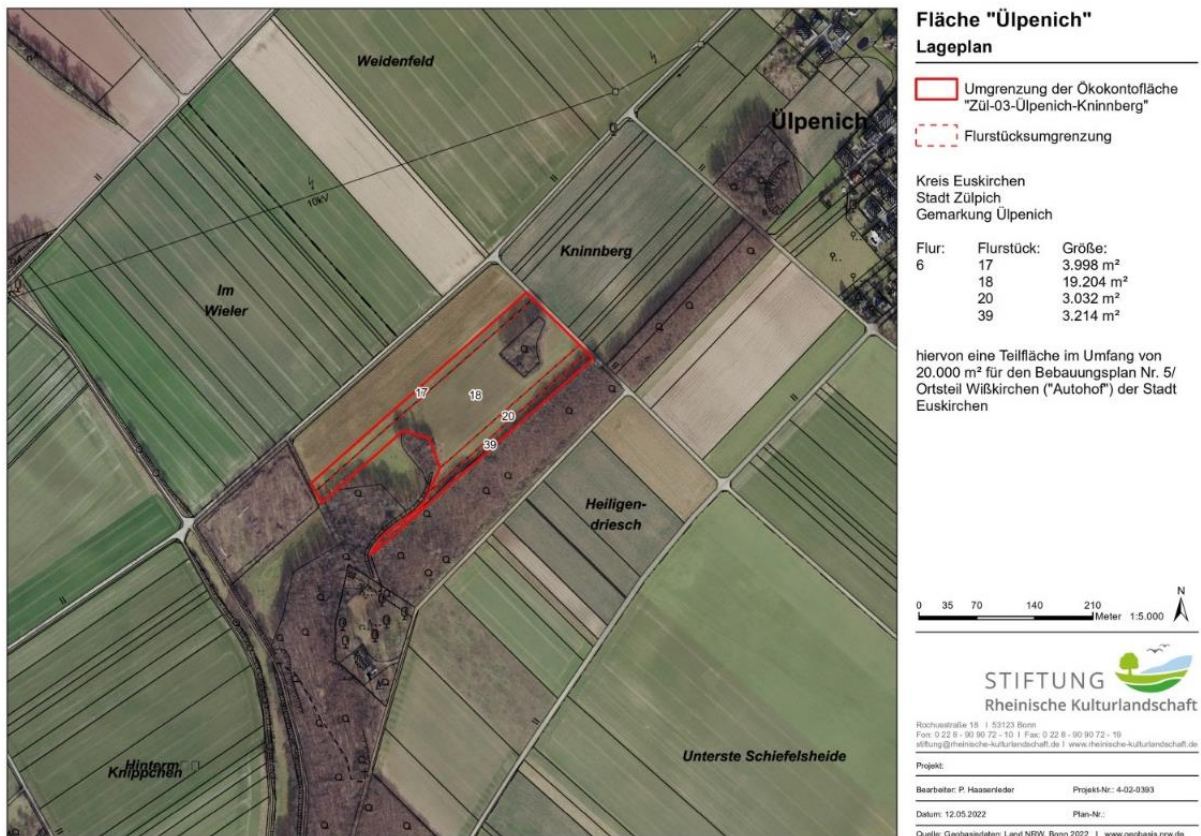 Weidenfeld
Ülpenich
10kV
Kninnberg
Im
Wieler
17
18
20
39
Heiligen-
driesch
Unterste Schiefelsheide
Hinterm
Knippchen
Fläche "Ülpenich"
Lageplan
Umgrenzung der Ökokontofläche
"Zül-03-Ülpenich-Kninnberg"
Flurstücksumgrenzung
Kreis Euskirchen
Stadt Zülpich
Gemarkung Ülpenich
Flur: Flurstück: Größe:
6 17 3.998 m²
18 19.204 m²
20 3.032 m²
39 3.214 m²
hiervon eine Teilfläche im Umfang von
20.000 m² für den Bebauungsplan Nr. 5/
Ortsteil Wißkirchen ("Autohof") der Stadt
Euskirchen
N
0 35 70 140 210
Meter 1:5.000
STIFTUNG
Rheinische Kulturlandschaft
Rochusstraße 18 | 53123 Bonn
Fon: 0 22 8 - 90 90 72 - 10 | Fax: 0 22 8 - 90 90 72 - 19
stiftung@rheinische-kulturlandschaft.de | www.rheinische-kulturlandschaft.de
Projekt:
Bearbeiter: P. Haasenleder Projekt-Nr.: 4-02-0393
Datum: 12.05.2022 Plan-Nr.:
Quelle: Geobasisdaten: Land NRW, Bonn 2022 | www.geobasis.nrw.de